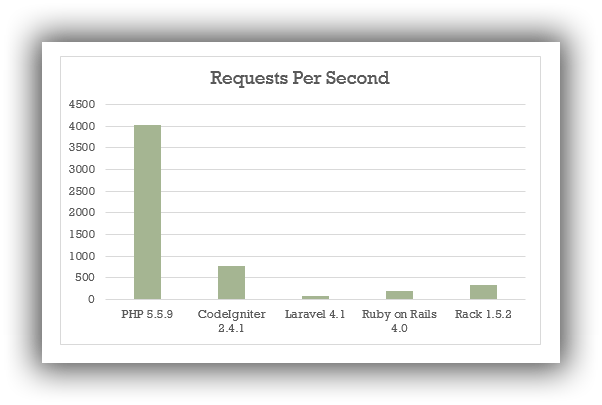 Requests Per Second
4500
4000
3500
3000
2500
2000
1500
1000
500
0
PHP 5.5.9
CodeIgniter
2.4.1
Laravel 4.1
Ruby on Rails
4.0
Rack 1.5.2